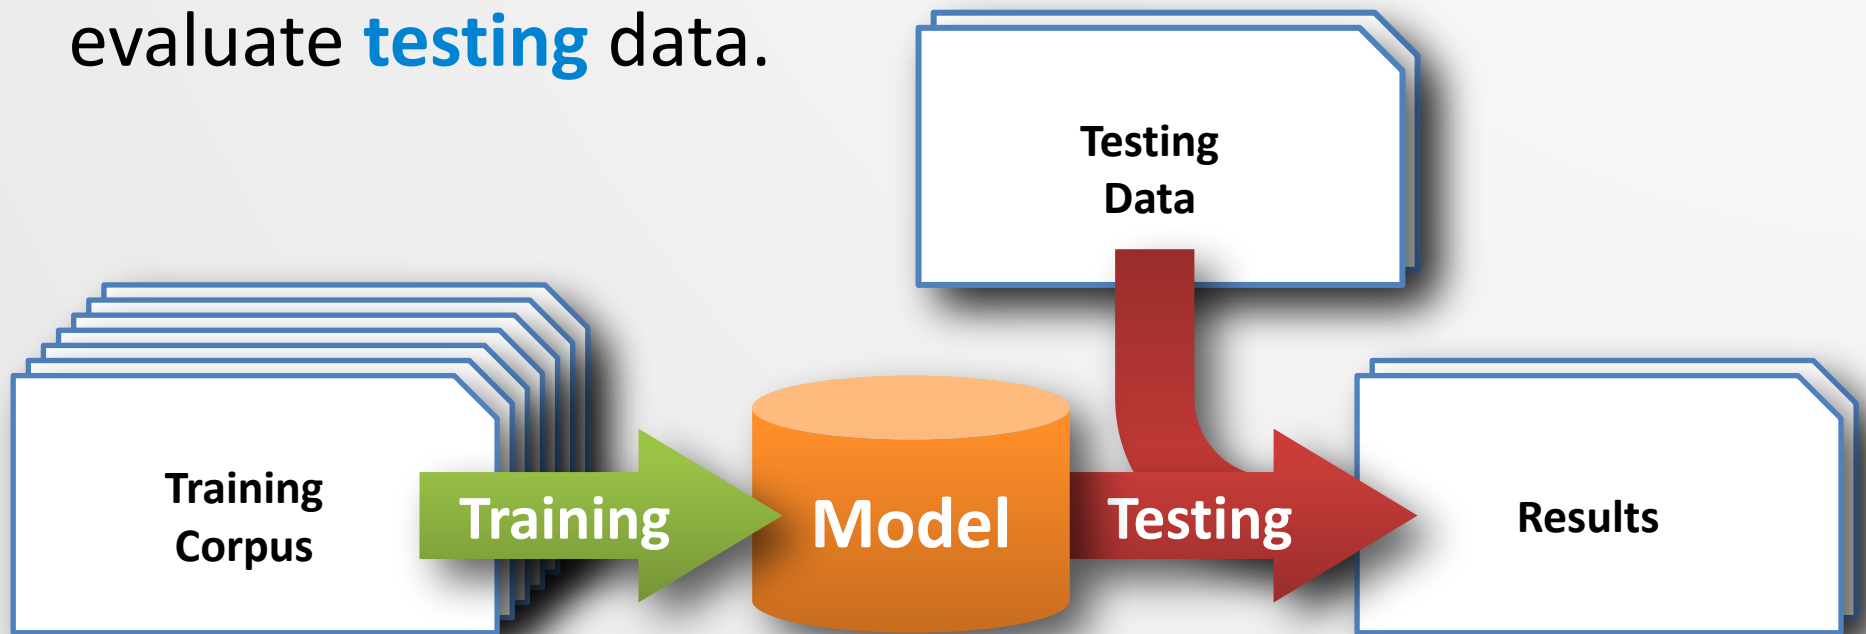 evaluate testing data.
Testing
Data
Training
Corpus
Training
Model
Testing
Results